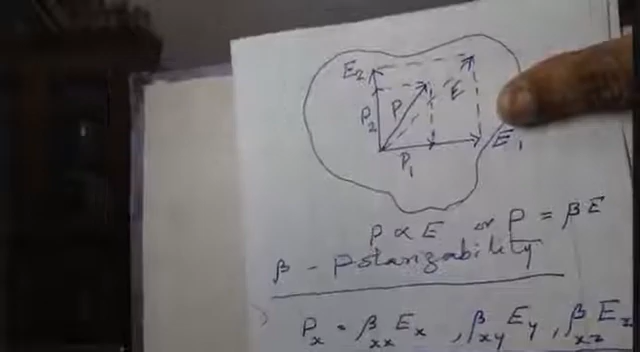 E2
P E
P2
E1
P1
P ∝ E or P = βE
β - Polarizability
Px = βxx Ex , βxy Ey , βxz Ez